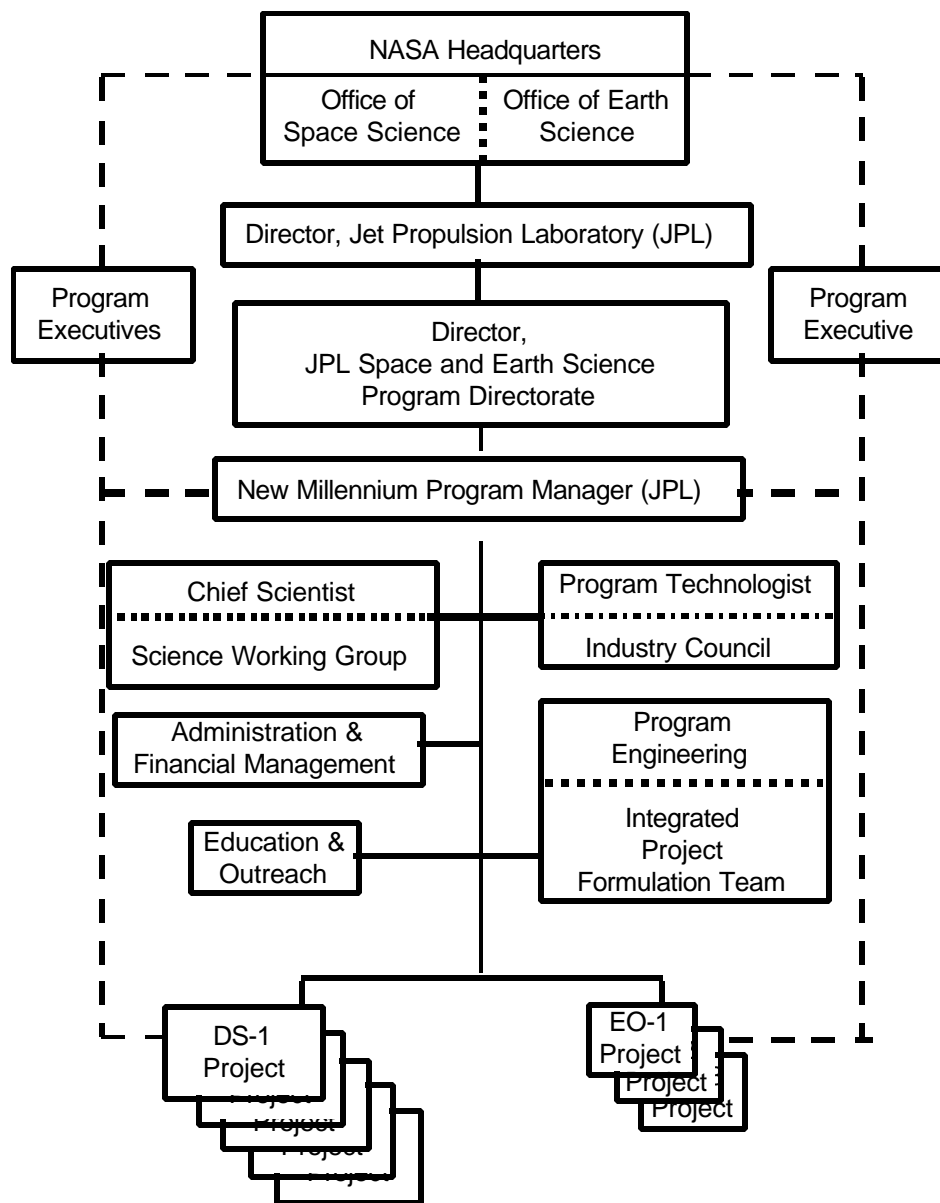 NASA Headquarters
Office of
Space Science
Office of Earth
Science
Director, Jet Propulsion Laboratory (JPL)
Program
Executives
Program
Executive
Director,
JPL Space and Earth Science
Program Directorate
New Millennium Program Manager (JPL)
Chief Scientist
Science Working Group
Program Technologist
Industry Council
Administration &
Financial Management
Program
Engineering
Integrated
Project
Formulation Team
Education &
Outreach
DS-1
Project
Project
Project
Project
EO-1
Project
Project
Project